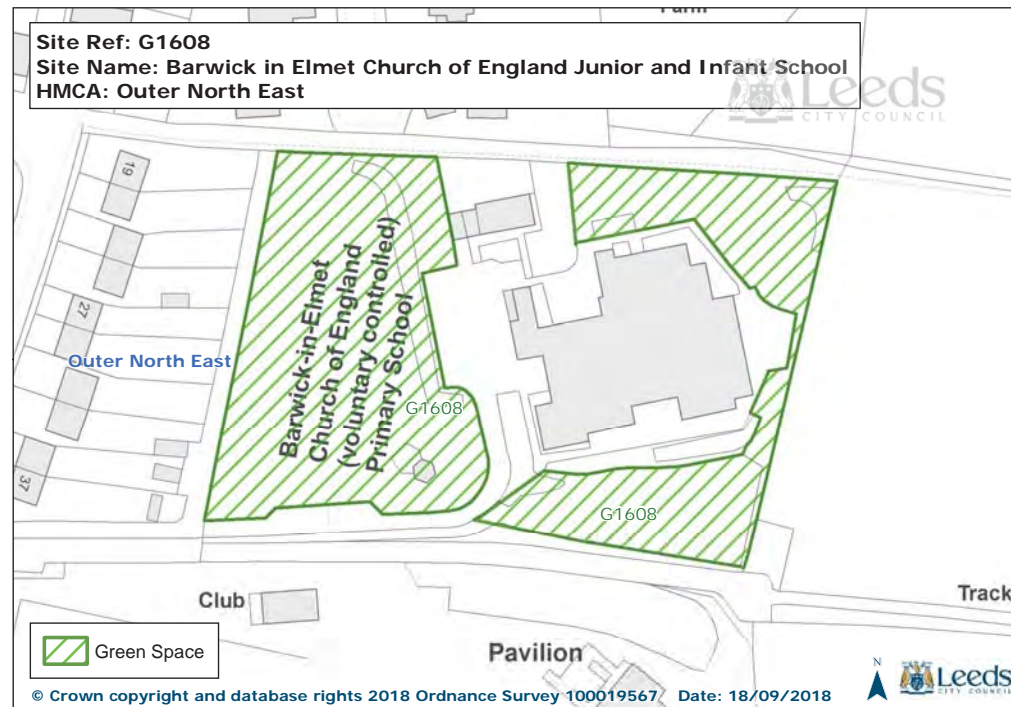 Farm
Site Ref: G1608
Site Name: Barwick in Elmet Church of England Junior and Infant School
HMCA: Outer North East
Leeds
CITY COUNCIL
19
27
37
Outer North East
Barwick-in-Elmet
Church of England
(voluntary controlled)
Primary School
G1608
G1608
Club
Track
Pavilion
Green Space
N
Leeds
CITY COUNCIL
© Crown copyright and database rights 2018 Ordnance Survey 100019567 Date: 18/09/2018